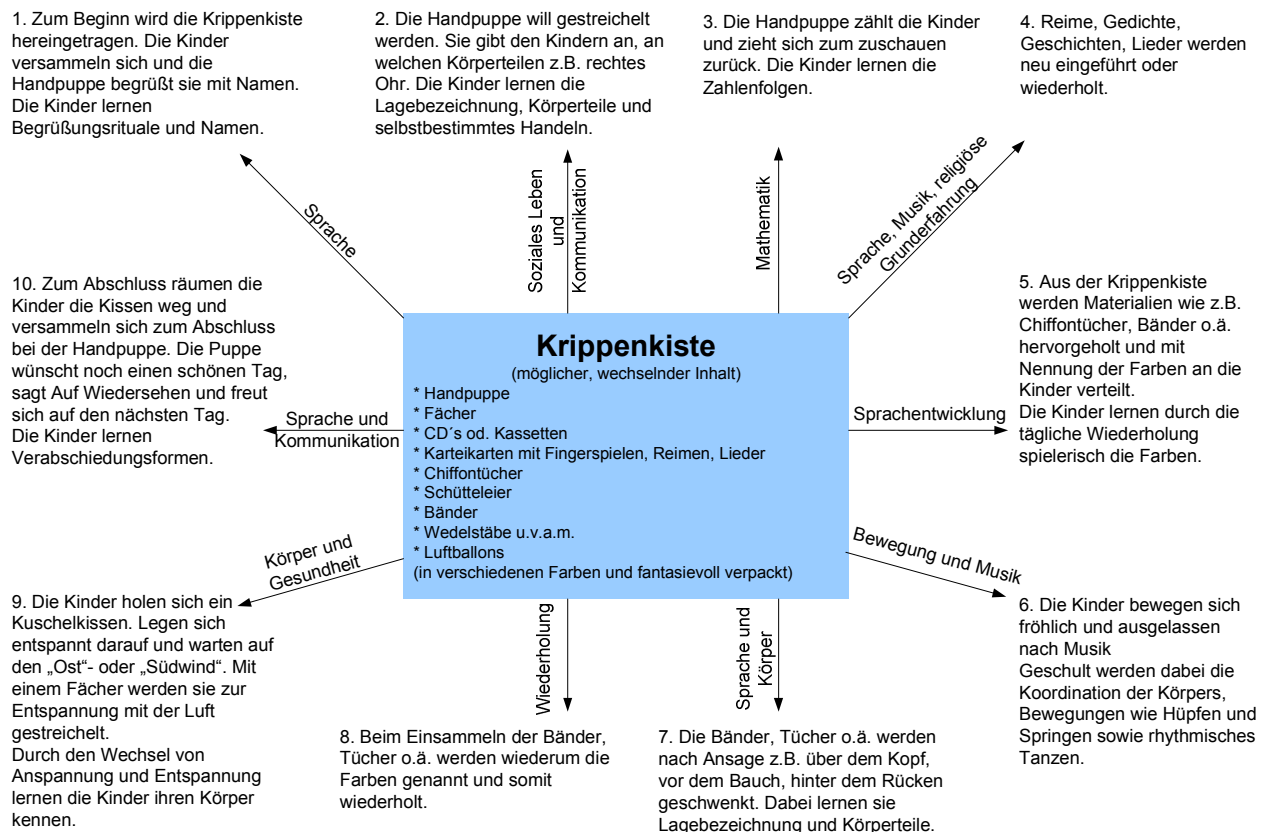 1. Zum Beginn wird die Krippenkiste
hereingetragen. Die Kinder
versammeln sich und die
Handpuppe begrüßt sie mit Namen.
Die Kinder lernen
Begrüßungsrituale und Namen.
2. Die Handpuppe will gestreichelt
werden. Sie gibt den Kindern an, an
welchen Körperteilen z.B. rechtes
Ohr. Die Kinder lernen die
Lagebezeichnung, Körperteile und
selbstbestimmtes Handeln.
3. Die Handpuppe zählt die Kinder
und zieht sich zum zuschauen
zurück. Die Kinder lernen die
Zahlenfolgen.
4. Reime, Gedichte,
Geschichten, Lieder werden
neu eingeführt oder
wiederholt.
Sprache
Soziales Leben
und
Kommunikation
Mathematik
Sprache, Musik, religiöse
Grunderfahrung
10. Zum Abschluss räumen die
Kinder die Kissen weg und
versammeln sich zum Abschluss
bei der Handpuppe. Die Puppe
wünscht noch einen schönen Tag,
sagt Auf Wiedersehen und freut
sich auf den nächsten Tag.
Die Kinder lernen
Verabschiedungsformen.
Sprache und
Kommunikation
Krippenkiste
(möglicher, wechselnder Inhalt)
* Handpuppe
* Fächer
* CD´s od. Kassetten
* Karteikarten mit Fingerspielen, Reimen, Lieder
* Chiffontücher
* Schütteleier
* Bänder
* Wedelstäbe u.v.a.m.
* Luftballons
(in verschiedenen Farben und fantasievoll verpackt)
Sprachentwicklung
5. Aus der Krippenkiste
werden Materialien wie z.B.
Chiffontücher, Bänder o.ä.
hervorgeholt und mit
Nennung der Farben an die
Kinder verteilt.
Die Kinder lernen durch die
tägliche Wiederholung
spielerisch die Farben.
Körper und
Gesundheit
Bewegung und Musik
9. Die Kinder holen sich ein
Kuschelkissen. Legen sich
entspannt darauf und warten auf
den „Ost“- oder „Südwind“. Mit
einem Fächer werden sie zur
Entspannung mit der Luft
gestreichelt.
Durch den Wechsel von
Anspannung und Entspannung
lernen die Kinder ihren Körper
kennen.
Wiederholung
8. Beim Einsammeln der Bänder,
Tücher o.ä. werden wiederum die
Farben genannt und somit
wiederholt.
Sprache und
Körper
7. Die Bänder, Tücher o.ä. werden
nach Ansage z.B. über dem Kopf,
vor dem Bauch, hinter dem Rücken
geschwenkt. Dabei lernen sie
Lagebezeichnung und Körperteile.
6. Die Kinder bewegen sich
fröhlich und ausgelassen
nach Musik
Geschult werden dabei die
Koordination der Körpers,
Bewegungen wie Hüpfen und
Springen sowie rhythmisches
Tanzen.